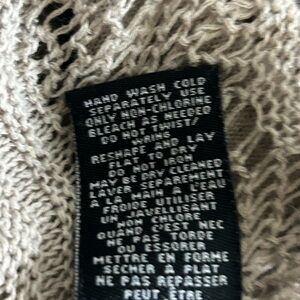 HAND WASH COLD
SEPARATELY USE
ONLY NON-CHLORINE
BLEACH AS NEEDED
DO NOT TWIST/
WRING
RESHAPE AND LAY
FLAT TO DRY
DO NOT IRON
MAY BE DRY CLEANED
LAVER SEPAREMENT
A LA MAIN A L'EAU
FROIDE UTILISER
UN JAVELLISANT
NON CHLORE
QUAND C'EST NEC
NE PAS TORDE
OU ESSORER
METTRE EN FORME
SECHER A PLAT
NE PAS REPASSER
PEUT ETRE